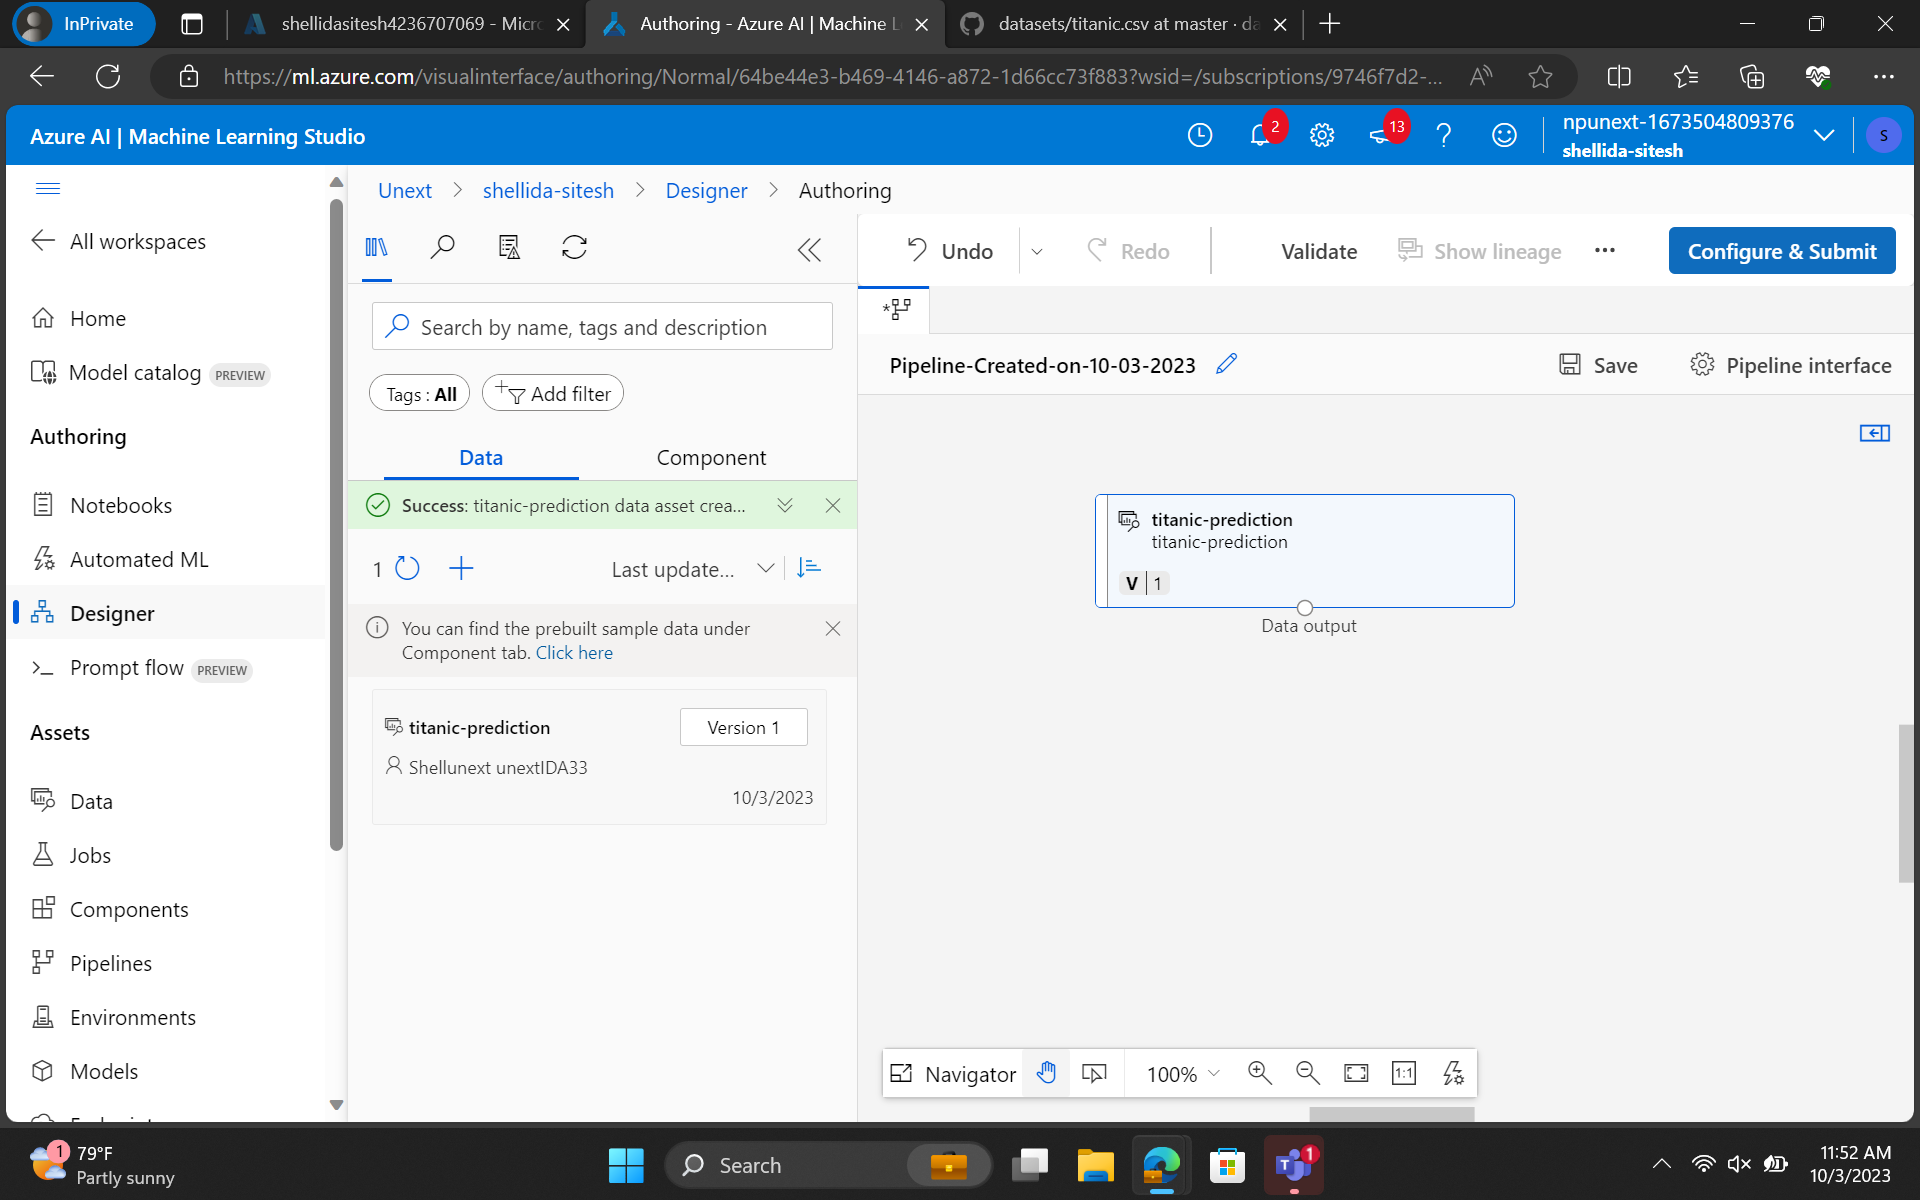 InPrivate
shellidasitesh4236707069 - Micro
Authoring - Azure AI | Machine L
datasets/titanic.csv at master · da
https://ml.azure.com/visualinterface/authoring/Normal/64be44e3-b469-4146-a872-1d66cc73f883?wsid=/subscriptions/9746f7d2-...
Azure AI | Machine Learning Studio
2
13
npunext-1673504809376
shellida-sitesh
S
All workspaces
Home
Model catalog PREVIEW
Authoring
Notebooks
Automated ML
Designer
Prompt flow PREVIEW
Assets
Data
Jobs
Components
Pipelines
Environments
Models
Unext > shellida-sitesh > Designer > Authoring
Search by name, tags and description
Tags : All
Add filter
Data
Component
Success: titanic-prediction data asset crea...
1
Last update...
You can find the prebuilt sample data under
Component tab. Click here
titanic-prediction
Version 1
Shellunext unextIDA33
10/3/2023
Undo
Redo
Validate
Show lineage
Configure & Submit
Pipeline-Created-on-10-03-2023
Save
Pipeline interface
titanic-prediction
titanic-prediction
V 1
Data output
Navigator
100%
1:1
1
79°F
Partly sunny
Search
1
11:52 AM
10/3/2023